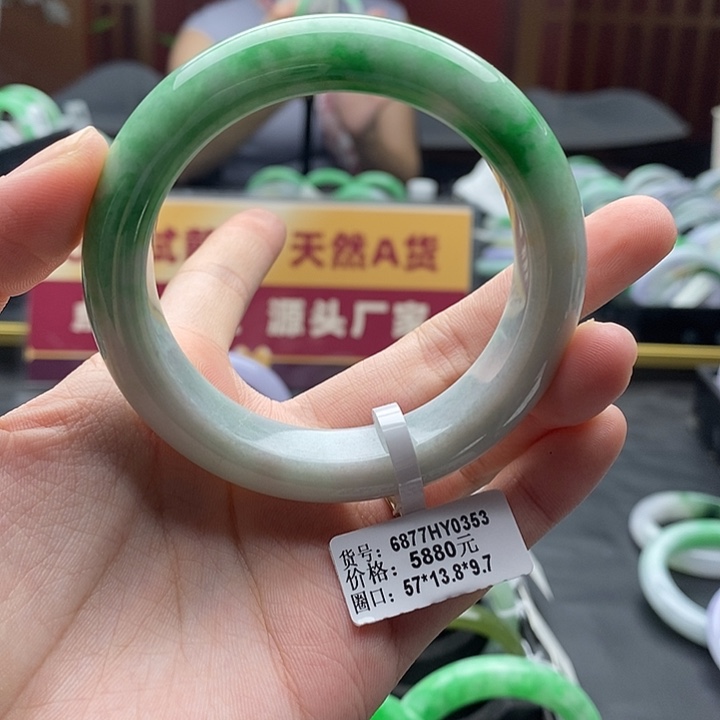 天然A货
源头厂家
货号: 6877HY0353
价格: 5880元
圈口: 57*13.8*9.7